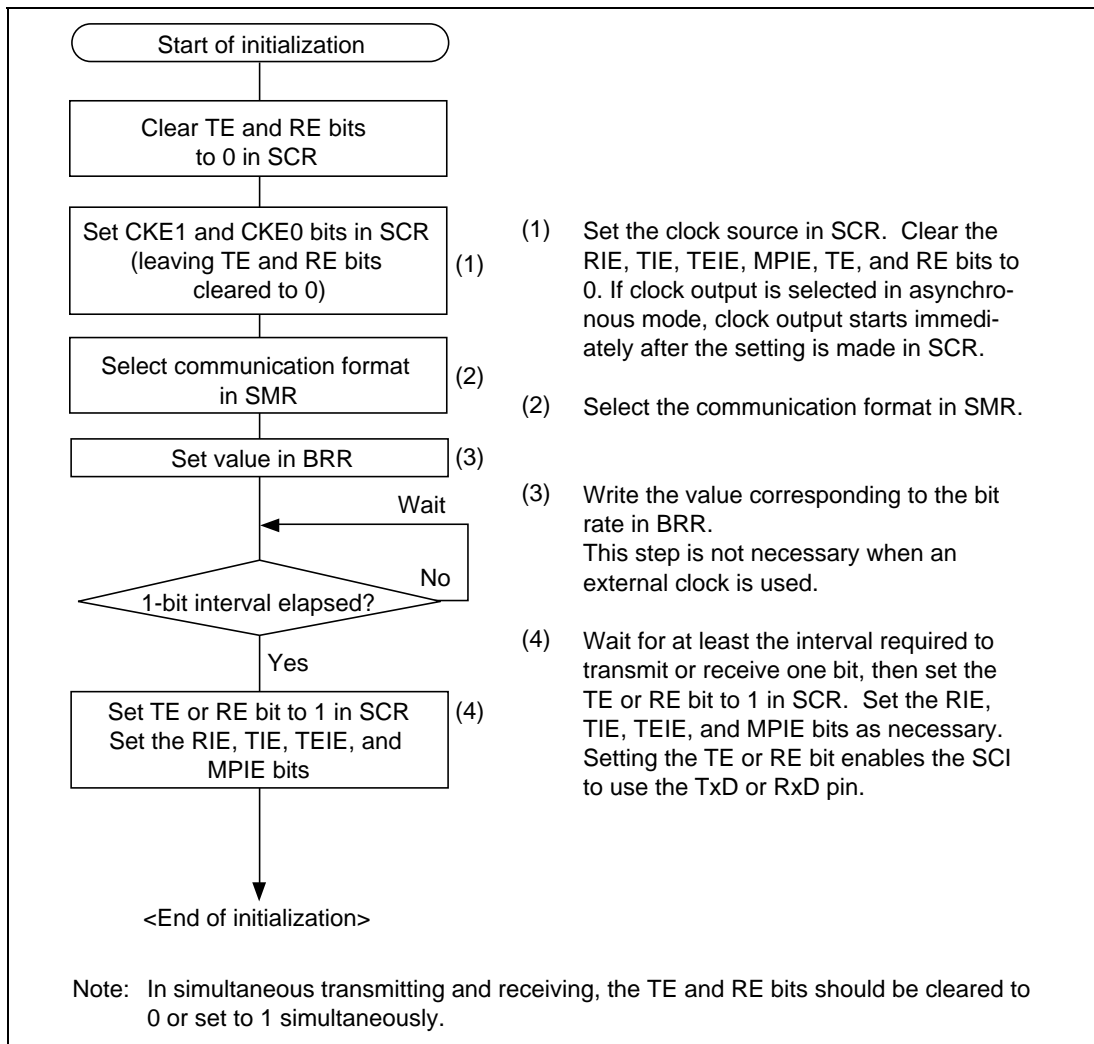 Start of initialization
Clear TE and RE bits
to 0 in SCR
Set CKE1 and CKE0 bits in SCR
(leaving TE and RE bits
cleared to 0)
(1)
Select communication format
in SMR
(2)
Set value in BRR
(3)
Wait
No
1-bit interval elapsed?
Yes
Set TE or RE bit to 1 in SCR
Set the RIE, TIE, TEIE, and
MPIE bits
(4)
<End of initialization>
(1) Set the clock source in SCR. Clear the
RIE, TIE, TEIE, MPIE, TE, and RE bits to
0. If clock output is selected in asynchro-
nous mode, clock output starts immedi-
ately after the setting is made in SCR.
(2) Select the communication format in SMR.
(3) Write the value corresponding to the bit
rate in BRR.
This step is not necessary when an
external clock is used.
(4) Wait for at least the interval required to
transmit or receive one bit, then set the
TE or RE bit to 1 in SCR. Set the RIE,
TIE, TEIE, and MPIE bits as necessary.
Setting the TE or RE bit enables the SCI
to use the TxD or RxD pin.
Note: In simultaneous transmitting and receiving, the TE and RE bits should be cleared to
0 or set to 1 simultaneously.